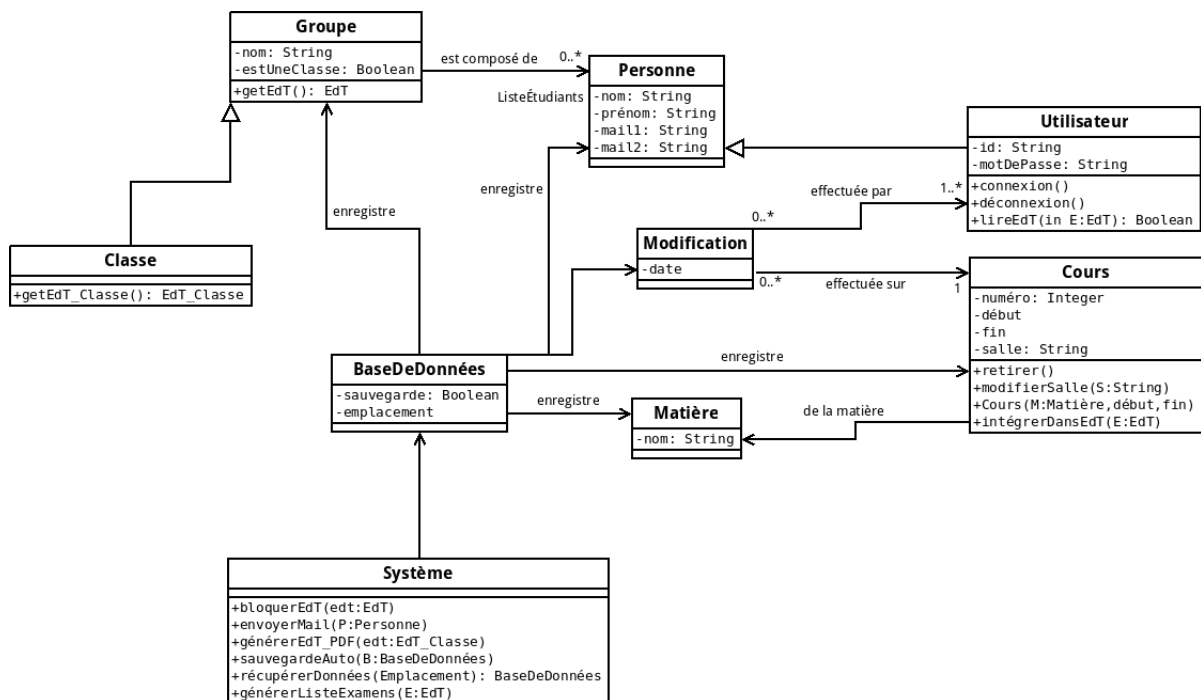 Groupe
-nom: String
-estUneClasse: Boolean
+getEdT(): EdT
est composé de
0..*
ListeÉtudiants
Personne
-nom: String
-prénom: String
-mail1: String
-mail2: String
Utilisateur
-id: String
-motDePasse: String
+connexion()
+déconnexion()
+lireEdT(in E:EdT): Boolean
effectuée par
1..*
0..*
enregistre
enregistre
Classe
+getEdT_Classe(): EdT_Classe
Modification
-date
0..*
effectuée sur
1
Cours
-numéro: Integer
-début
-fin
-salle: String
+retirer()
+modifierSalle(S:String)
+Cours(M:Matière,début,fin)
+intégrerDansEdT(E:EdT)
BaseDeDonnées
-sauvegarde: Boolean
-emplacement
enregistre
enregistre
Matière
-nom: String
de la matière
Système
+bloquerEdT(edt:EdT)
+envoyerMail(P:Personne)
+générerEdT_PDF(edt:EdT_Classe)
+sauvegardeAuto(B:BaseDeDonnées)
+récupérerDonnées(Emplacement): BaseDeDonnées
+générerListeExamens(E:EdT)